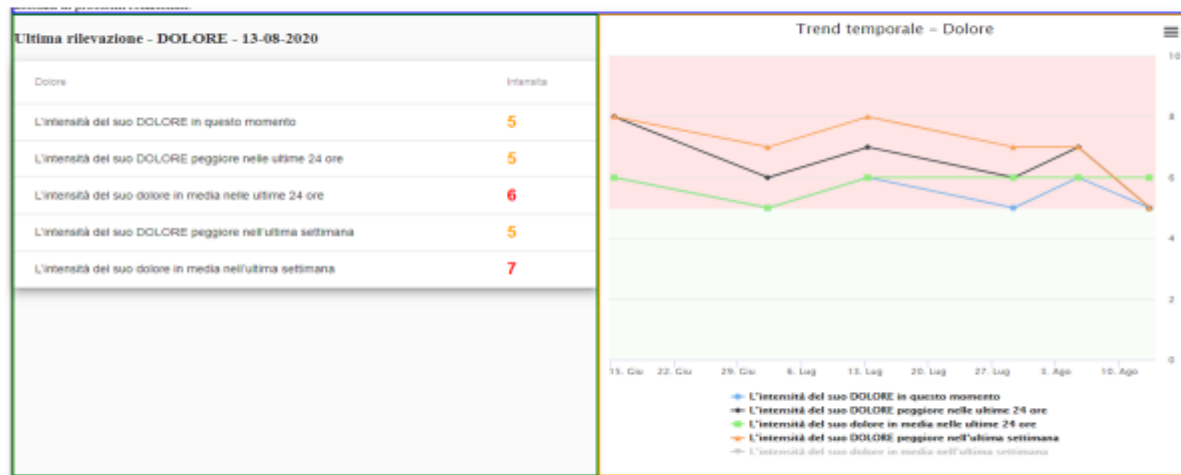 Ultima rilevazione - DOLORE - 13-08-2020
Dolore Intensita
L'intensità del suo DOLORE in questo momento 5
L'intensità del suo DOLORE peggiore nelle ultime 24 ore 5
L'intensità del suo dolore in media nelle ultime 24 ore 6
L'intensità del suo DOLORE peggiore nell'ultima settimana 5
L'intensità del suo dolore in media nell'ultima settimana 7
Trend temporale - Dolore
10
8
6
4
2
0
15. Giu 22. Giu 29. Giu 6. Lug 13. Lug 20. Lug 27. Lug 3. Ago 10. Ago
L'intensità del suo DOLORE in questo momento
L'intensità del suo DOLORE peggiore nelle ultime 24 ore
L'intensità del suo dolore in media nelle ultime 24 ore
L'intensità del suo DOLORE peggiore nell'ultima settimana
L'intensità del suo dolore in media nell'ultima settimana